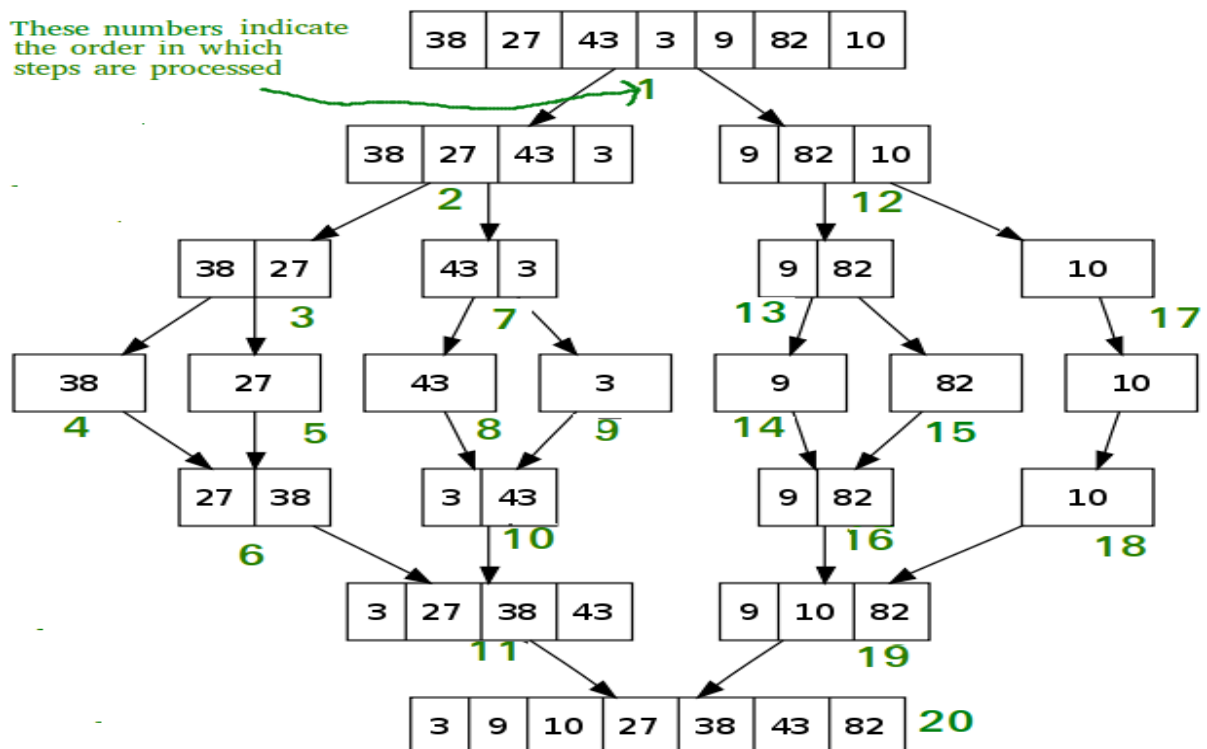 These numbers indicate
the order in which
steps are processed
38 27 43 3 9 82 10
1
38 27 43 3 9 82 10
2 12
38 27 43 3 9 82 10
3 7 13 17
38 27 43 3 9 82 10
4 5 8 9 14 15
27 38 3 43 9 82 10
6 10 16 18
3 27 38 43 9 10 82
11 19
3 9 10 27 38 43 82 20